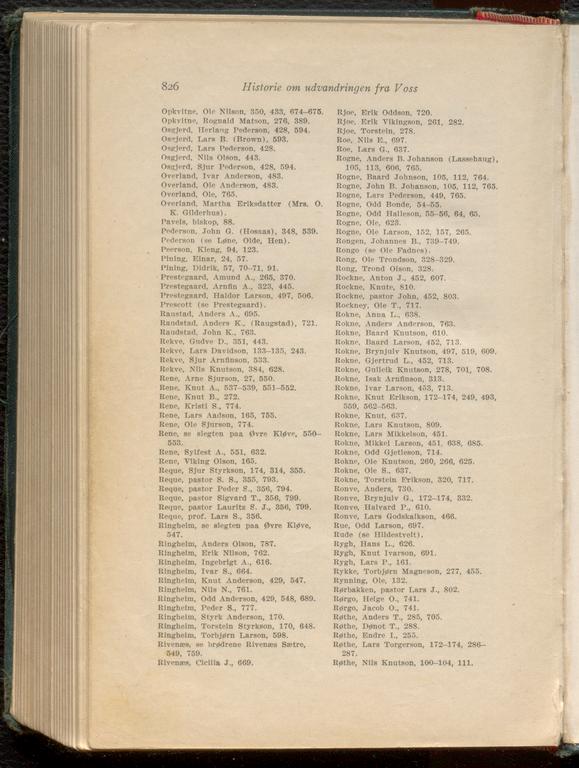 826 Historie om udvandringen fra Voss
Opkvitne, Ole Nilson, 350, 433, 674–675.
Opkvitne, Rognald Matson, 276, 389.
Osgjerd, Herlaug Pederson, 428, 594.
Osgjerd, Lars B. (Brown), 593.
Osgjerd, Lars Pederson, 428.
Osgjerd, Nils Olson, 443.
Osgjerd, Sjur Pederson, 428, 594.
Overland, Ivar Anderson, 483.
Overland, Ole Anderson, 483.
Overland, Ole, 765.
Overland, Martha Eriksdatter (Mrs. O.
K. Gilderhus).
Pavels, biskop, 88.
Pederson, John G. (Hosaas), 348, 539.
Pederson (se Løne, Olde, Hen).
Peerson, Kleng, 94, 123.
Pining, Einar, 24, 57.
Pining, Didrik, 57, 70–71, 91.
Prestegaard, Amund A., 265, 370.
Prestegaard, Arnfin A., 323, 445.
Prestegaard, Haldor Larson, 497, 506.
Prescott (se Prestegaard).
Raustad, Anders A., 695.
Raudstad, Anders K., (Raugstad), 721.
Raudstad, John K., 763.
Rekve, Gudve D., 351, 443.
Rekve, Lars Davidson, 133–135, 243.
Rekve, Sjur Arnfinson, 533.
Rekve, Nils Knutson, 384, 628.
Rene, Arne Sjurson, 27, 550.
Rene, Knut A., 537–539, 551–552.
Rene, Knut B., 272.
Rene, Kristi S., 774.
Rene, Lars Aadson, 165, 755.
Rene, Ole Sjurson, 774.
Rene, se slegten paa Øvre Kløve, 550–
553.
Rene, Sylfest A., 551, 632.
Rene, Viking Olson, 165.
Reque, Sjur Styrkson, 174, 314, 355.
Reque, pastor S. S., 355, 793.
Reque, pastor Peder S., 356, 794.
Reque, pastor Sigvard T., 356, 799.
Reque, pastor Lauritz S. J., 356, 799.
Reque, prof. Lars S., 356.
Ringheim, se slegten paa Øvre Kløve,
547.
Ringheim, Anders Olson, 787.
Ringheim, Erik Nilson, 762.
Ringheim, Ingebrigt A., 616.
Ringheim, Ivar S., 664.
Ringheim, Knut Anderson, 429, 547.
Ringheim, Nils N., 761.
Ringheim, Odd Anderson, 429, 548, 689.
Ringheim, Peder S., 777.
Ringheim, Styrk Anderson, 170.
Ringheim, Torstein Styrkson, 170, 648.
Ringheim, Torbjørn Larson, 598.
Rivenæs, se brødrene Rivenæs Sætre,
549, 759.
Rivenæs, Cicilia J., 669.
Rjoe, Erik Oddson, 720.
Rjoe, Erik Vikingson, 261, 282.
Rjoe, Torstein, 278.
Roe, Nils E., 697.
Roe, Lars G., 637.
Rogne, Anders B. Johanson (Lassehaug),
105, 113, 606, 765.
Rogne, Baard Johnson, 105, 112, 764.
Rogne, John B. Johanson, 105, 112, 765.
Rogne, Lars Pederson, 449, 765.
Rogne, Odd Bonde, 54–55.
Rogne, Odd Halleson, 55–56, 64, 65.
Rogne, Ole, 623.
Rogne, Ole Larson, 152, 157, 265.
Rongen, Johannes B., 739–749.
Rongo (se Ole Fadnes).
Rong, Ole Trondson, 328–329.
Rong, Trond Olson, 328.
Rockne, Anton J., 452, 607.
Rockne, Knute, 810.
Rockne, pastor John, 452, 803.
Rockney, Ole T., 717.
Rokne, Anna L., 638.
Rokne, Anders Anderson, 763.
Rokne, Baard Knutson, 610.
Rokne, Baard Larson, 452, 713.
Rokne, Brynjulv Knutson, 497, 519, 609.
Rokne, Gjertrud L., 452, 713.
Rokne, Gulleik Knutson, 278, 701, 708.
Rokne, Isak Arnfinson, 313.
Rokne, Ivar Larson, 453, 713.
Rokne, Knut Erikson, 172–174, 249, 493,
559, 562–563.
Rokne, Knut, 637.
Rokne, Lars Knutson, 809.
Rokne, Lars Mikkelson, 451.
Rokne, Mikkel Larson, 451, 638, 685.
Rokne, Odd Gjetleson, 714.
Rokne, Ole Knutson, 260, 266, 625.
Rokne, Ole S., 637.
Rokne, Torstein Erikson, 320, 717.
Ronve, Anders, 730.
Ronve, Brynjulv G., 172–174, 332.
Ronve, Halvard P., 610.
Ronve, Lars Godskalkson, 466.
Rue, Odd Larson, 697.
Rude (se Hildestvelt).
Rygh, Hans L., 626.
Rygh, Knut Ivarson, 691.
Rygh, Lars P., 161.
Rykke, Torbjørn Magneson, 277, 455.
Rynning, Ole, 132.
Rørbakken, pastor Lars J., 802.
Rørgo, Helge O., 741.
Rørgo, Jacob O., 741.
Røthe, Anders T., 285, 705.
Røthe, Dønot T., 288.
Røthe, Endre I., 255.
Røthe, Lars Torgerson, 172–174, 286–
287.
Røthe, Nils Knutson, 100–104, 111.